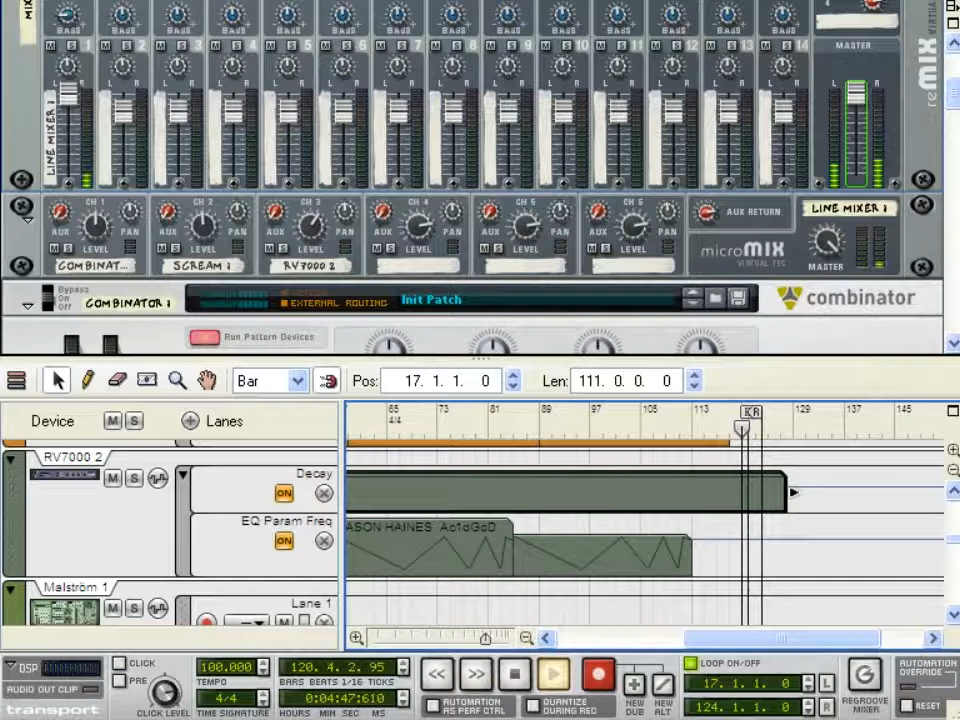 MIX
BASS BASS BASS BASS BASS BASS BASS BASS BASS BASS BASS BASS BASS BASS
M S 1 M S 2 M S 3 M S 4 M S 5 M S 6 M S 7 M S 8 M S 9 M S 10 M S 11 M S 12 M S 13 M S 14
MASTER
L R L R L R L R L R L R L R L R L R L R L R L R L R L R L R
LINE MIXER 1
reMIX
VIRTUAL
CH 1 CH 2 CH 3 CH 4 CH 5 CH 6
AUX PAN AUX PAN AUX PAN AUX PAN AUX PAN AUX PAN
AUX RETURN
LINE MIXER 1
M S LEVEL M S LEVEL M S LEVEL M S LEVEL M S LEVEL M S LEVEL
microMIX
VIRTUAL TEC
MASTER
COMBINAT... SCREAM 1 RV7000 2
Bypass
On
Off
COMBINATOR 1
EXTERNAL ROUTING
Init Patch
combinator
Run Pattern Devices
Bar
Pos: 17. 1. 1. 0
Len: 111. 0. 0. 0
Device M S Lanes
65 73 81 89 97 105 113 129 137 145
4/4
RV7000 2
M S
Decay
ON
EQ Param Freq
ON
ASON HAINES Ac1dGoD
Malström 1
M S
Lane 1
M
DSP
AUDIO OUT CLIP
transport
CLICK
PRE
CLICK LEVEL
100.000
TEMPO
4/4
TIME SIGNATURE
120. 4. 2. 95
BARS BEATS 1/16 TICKS
0:04:47:610
HOURS MIN SEC MS
AUTOMATION AS PERF CTRL
QUANTIZE DURING REC
NEW DUB
NEW ALT
LOOP ON/OFF
17. 1. 1. 0 L
124. 1. 1. 0 R
REGROOVE MIXER
AUTOMATION OVERRIDE
RESET